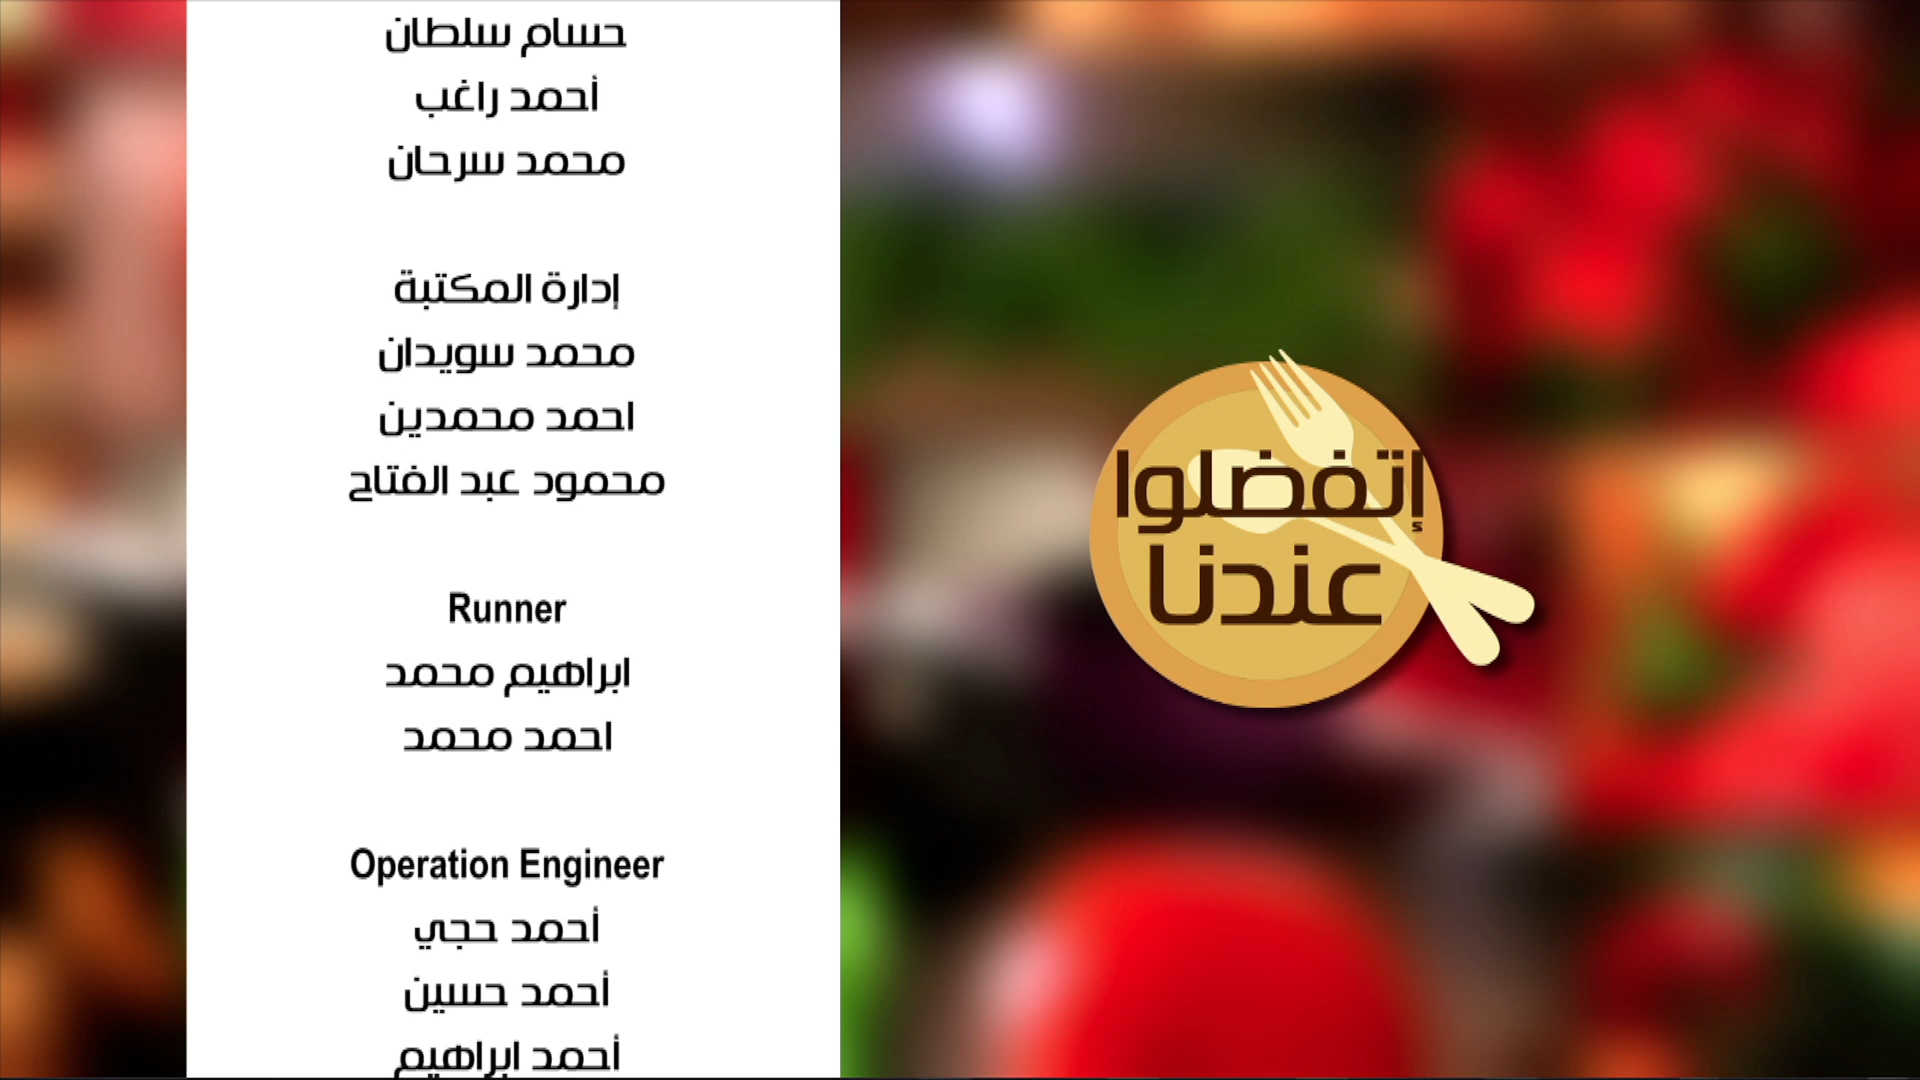 حسام سلطان
أحمد راغب
محمد سرحان
إدارة المكتبة
محمد سويدان
احمد محمدين
محمود عبد الفتاح
Runner
ابراهيم محمد
احمد محمد
Operation Engineer
أحمد حجي
أحمد حسين
أحمد ابراهيم
إتفضلوا
عندنا